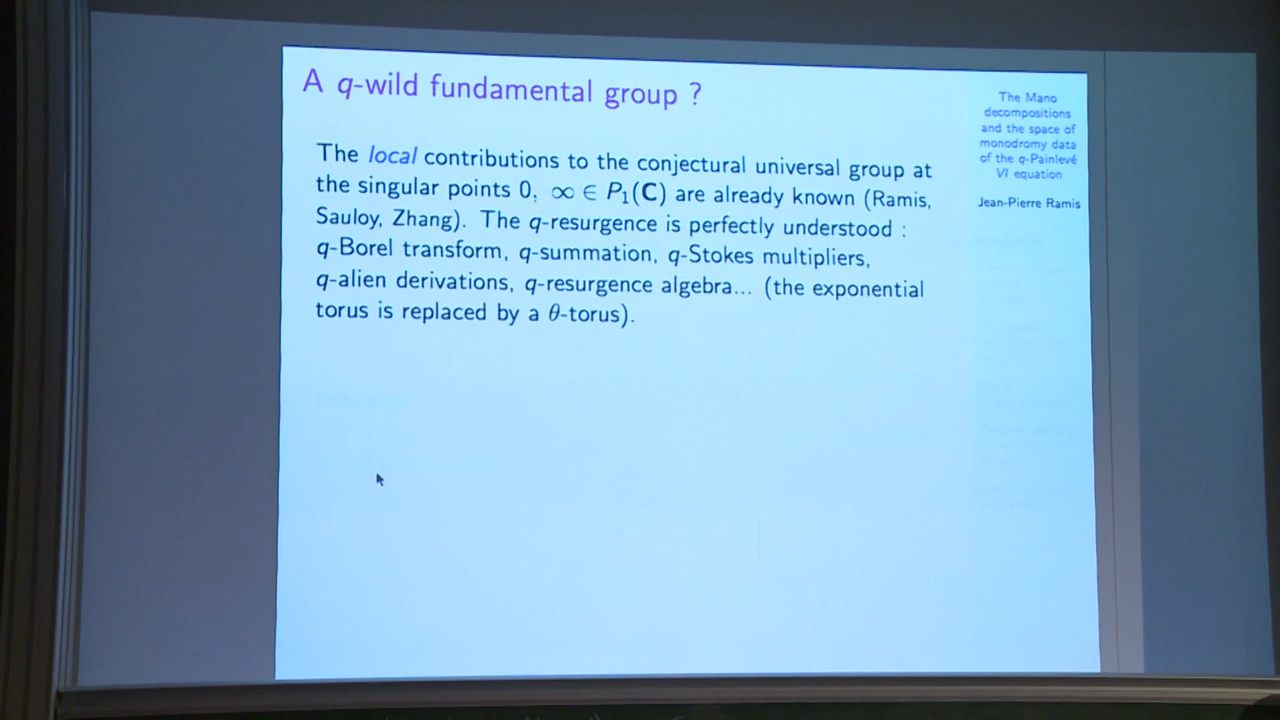 A q-wild fundamental group ?
The local contributions to the conjectural universal group at
the singular points 0, ∞ ∈ P₁(C) are already known (Ramis,
Sauloy, Zhang). The q-resurgence is perfectly understood :
q-Borel transform, q-summation, q-Stokes multipliers,
q-alien derivations, q-resurgence algebra... (the exponential
torus is replaced by a θ-torus).
The Mano
decompositions
and the space of
monodromy data
of the q-Painlevé
VI equation
Jean-Pierre Ramis